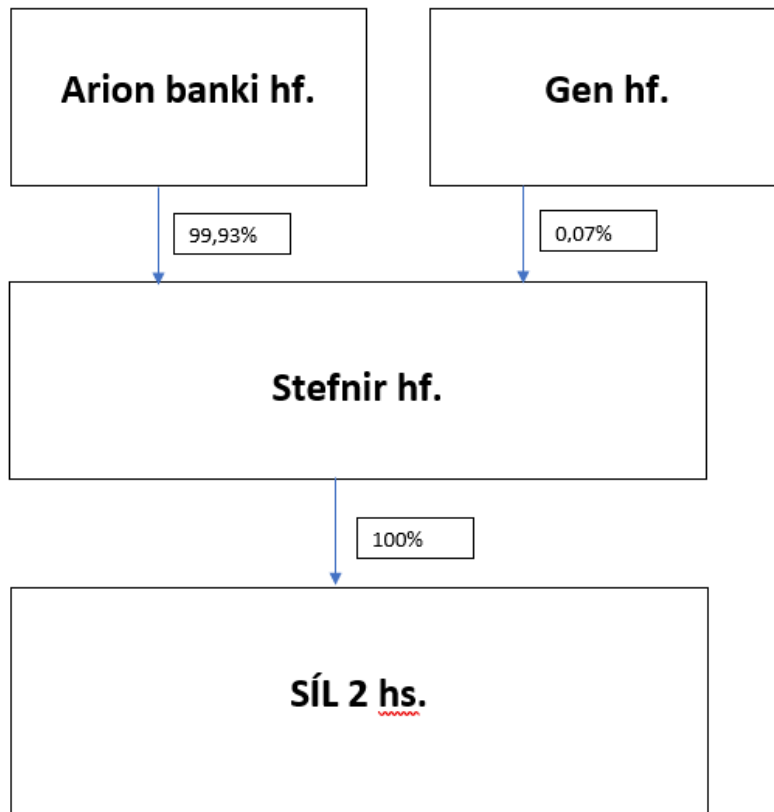 Arion banki hf.
Gen hf.
99,93%
0,07%
Stefnir hf.
100%
SÍL 2 hs.